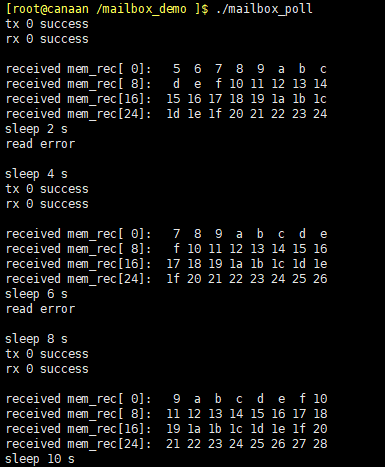 [root@canaan /mailbox_demo ]$ ./mailbox_poll
tx 0 success
rx 0 success

received mem_rec[ 0]:  5  6  7  8  9  a  b  c
received mem_rec[ 8]:  d  e  f 10 11 12 13 14
received mem_rec[16]: 15 16 17 18 19 1a 1b 1c
received mem_rec[24]: 1d 1e 1f 20 21 22 23 24
sleep 2 s
read error

sleep 4 s
tx 0 success
rx 0 success

received mem_rec[ 0]:  7  8  9  a  b  c  d  e
received mem_rec[ 8]:  f 10 11 12 13 14 15 16
received mem_rec[16]: 17 18 19 1a 1b 1c 1d 1e
received mem_rec[24]: 1f 20 21 22 23 24 25 26
sleep 6 s
read error

sleep 8 s
tx 0 success
rx 0 success

received mem_rec[ 0]:  9  a  b  c  d  e  f 10
received mem_rec[ 8]: 11 12 13 14 15 16 17 18
received mem_rec[16]: 19 1a 1b 1c 1d 1e 1f 20
received mem_rec[24]: 21 22 23 24 25 26 27 28
sleep 10 s